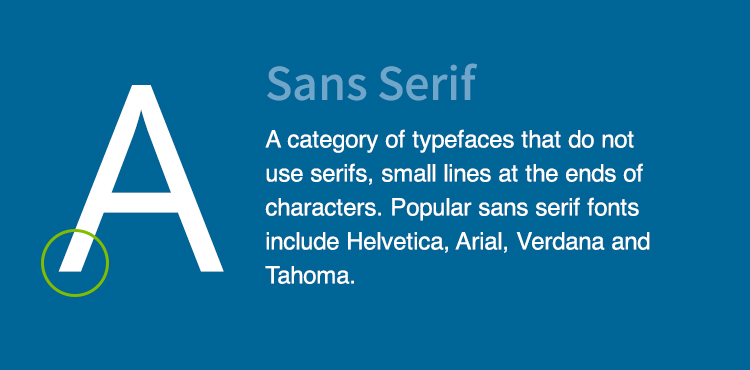 A
Sans Serif
A category of typefaces that do not
use serifs, small lines at the ends of
characters. Popular sans serif fonts
include Helvetica, Arial, Verdana and
Tahoma.